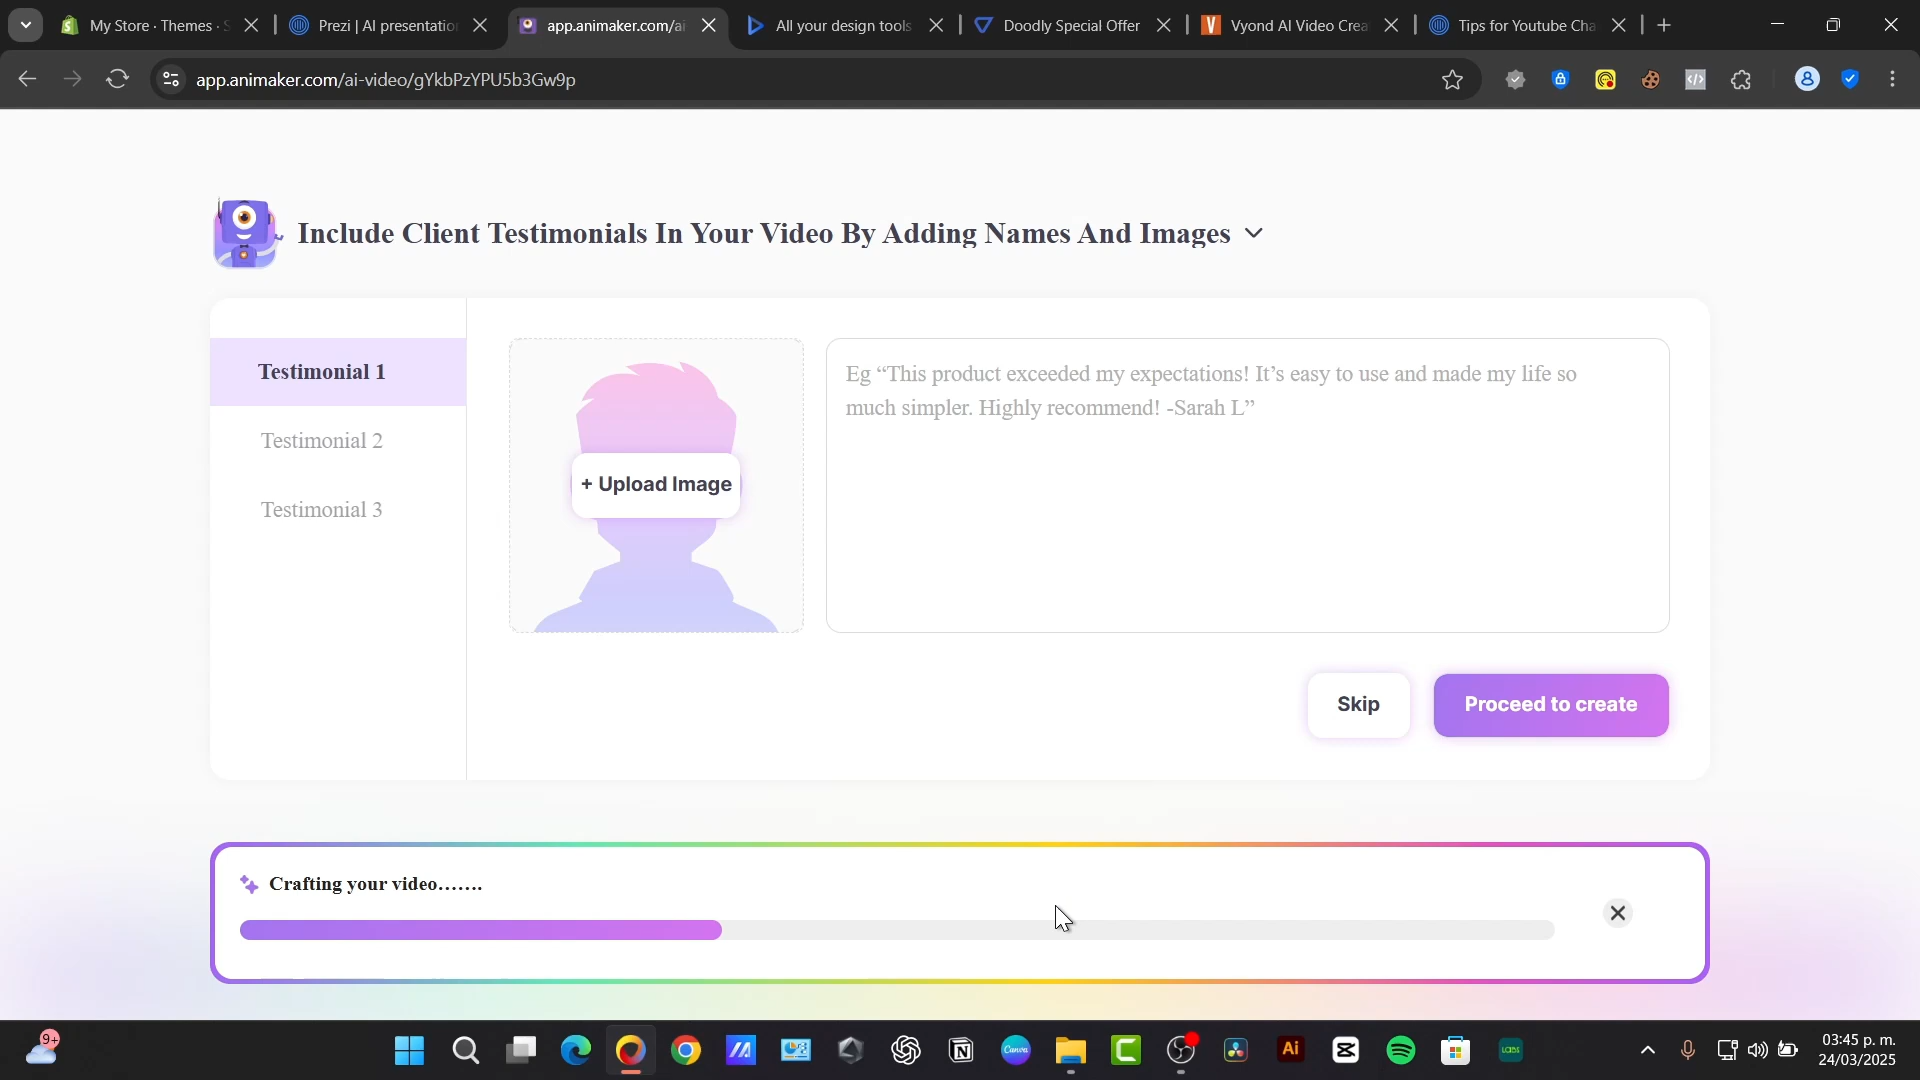 My Store · Themes · S
Prezi | AI presentation
app.animaker.com/ai
All your design tools
Doodly Special Offer
Vyond AI Video Crea
Tips for Youtube Cha
app.animaker.com/ai-video/gYkbPzYPU5b3Gw9p
Include Client Testimonials In Your Video By Adding Names And Images
Testimonial 1
Testimonial 2
Testimonial 3
+ Upload Image
Eg “This product exceeded my expectations! It’s easy to use and made my life so
much simpler. Highly recommend! -Sarah L”
Skip
Proceed to create
Crafting your video.......
9+
Canva
Ai
LABS
03:45 p. m.
24/03/2025